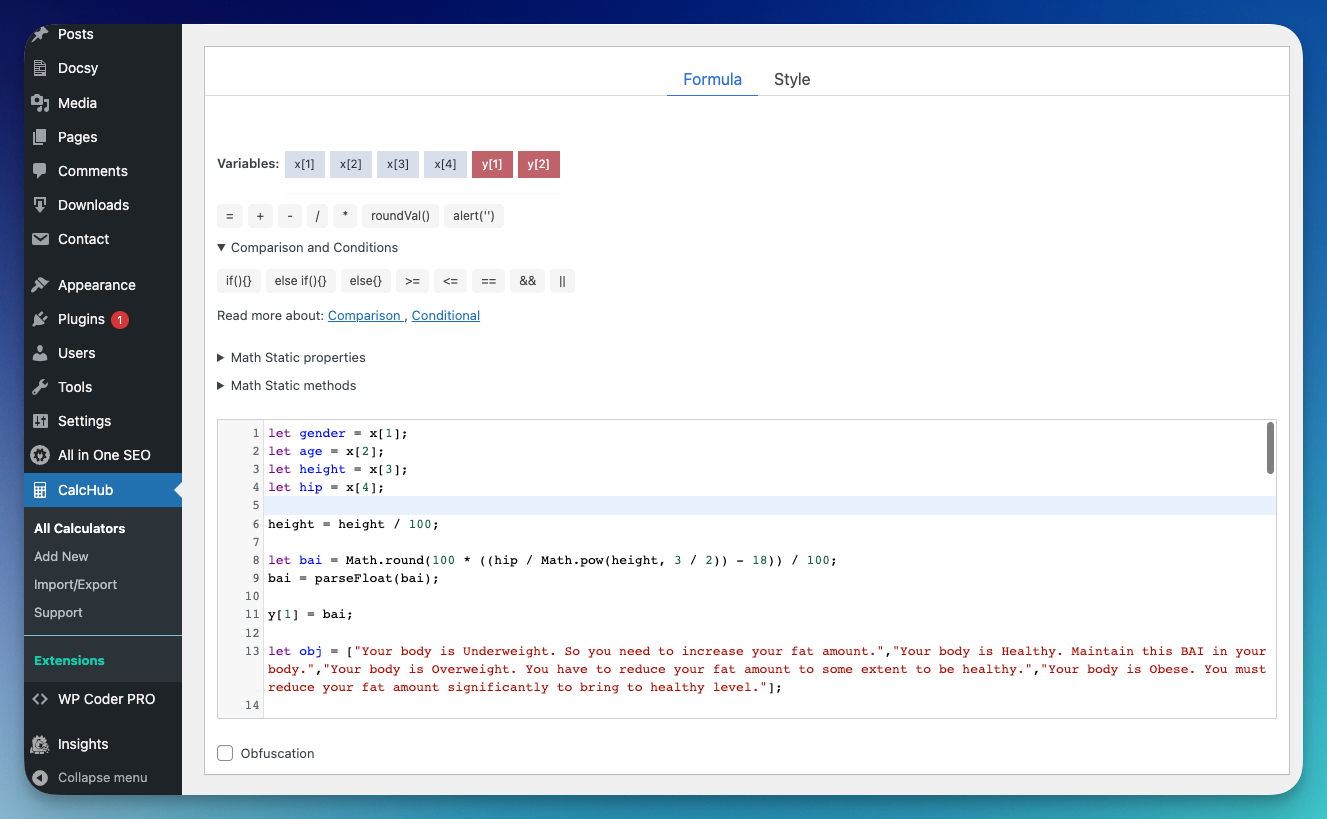 Posts
Docsy
Media
Pages
Comments
Downloads
Contact
Appearance
Plugins 1
Users
Tools
Settings
All in One SEO
CalcHub
All Calculators
Add New
Import/Export
Support
Extensions
WP Coder PRO
Insights
Collapse menu
Formula Style
Variables: x[1] x[2] x[3] x[4] y[1] y[2]
= + - / * roundVal() alert('')
▼ Comparison and Conditions
if(){} else if(){} else{} >= <= == && ||
Read more about: Comparison , Conditional
▶ Math Static properties
▶ Math Static methods
1 let gender = x[1];
2 let age = x[2];
3 let height = x[3];
4 let hip = x[4];
5
6 height = height / 100;
7
8 let bai = Math.round(100 * ((hip / Math.pow(height, 3 / 2)) - 18)) / 100;
9 bai = parseFloat(bai);
10
11 y[1] = bai;
12
13 let obj = ["Your body is Underweight. So you need to increase your fat amount.","Your body is Healthy. Maintain this BAI in your
body.","Your body is Overweight. You have to reduce your fat amount to some extent to be healthy.","Your body is Obese. You must
reduce your fat amount significantly to bring to healthy level."];
14
Obfuscation